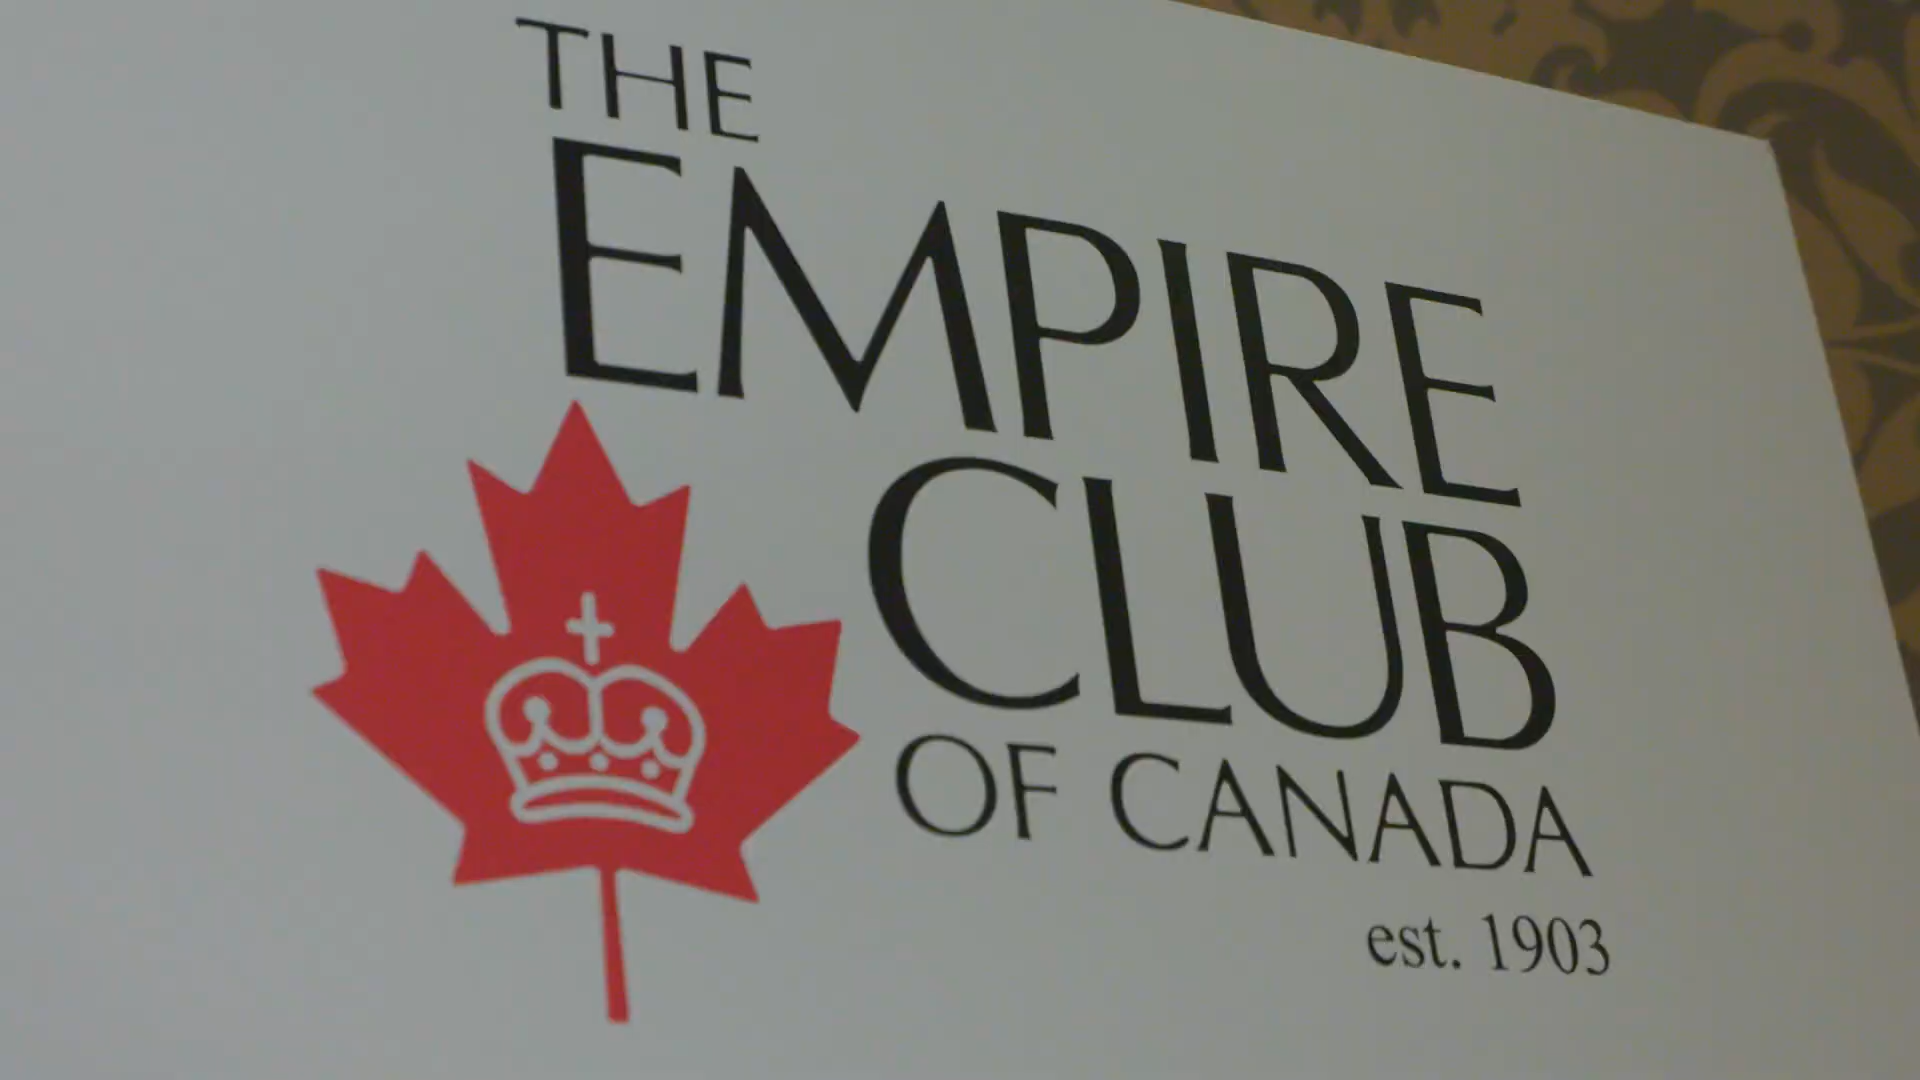 THE
EMPIRE
CLUB
OF CANADA
est. 1903